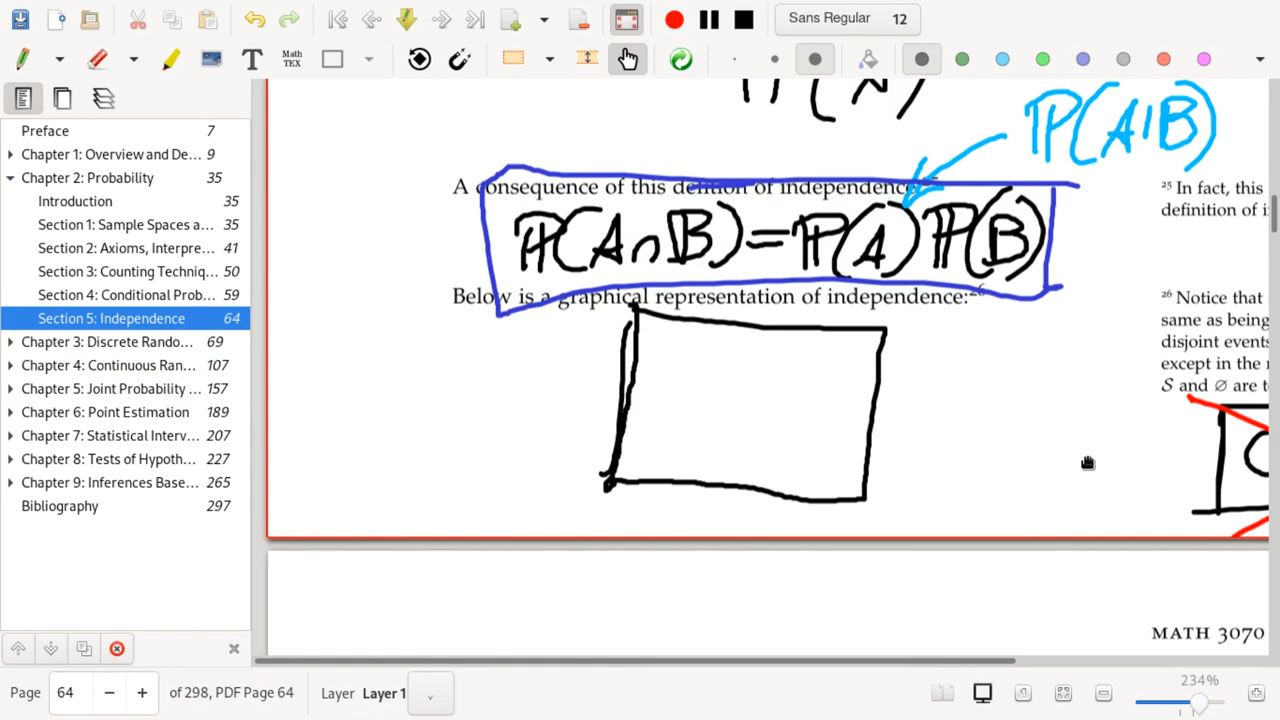 Sans Regular 12
T Math TEX
Preface 7
Chapter 1: Overview and De... 9
Chapter 2: Probability 35
Introduction 35
Section 1: Sample Spaces a... 35
Section 2: Axioms, Interpre... 41
Section 3: Counting Techniq... 50
Section 4: Conditional Prob... 59
Section 5: Independence 64
Chapter 3: Discrete Rando... 69
Chapter 4: Continuous Ran... 107
Chapter 5: Joint Probability ... 157
Chapter 6: Point Estimation 189
Chapter 7: Statistical Interv... 207
Chapter 8: Tests of Hypoth... 227
Chapter 9: Inferences Base... 265
Bibliography 297
ℙ(A|B)
A consequence of this defition of independence:
ℙ(A∩B)=ℙ(A)ℙ(B)
Below is a graphical representation of independence:26
25 In fact, this
definition of i
26 Notice that
same as being
disjoint events
except in the
S and ∅ are t
MATH 3070
Page 64 of 298, PDF Page 64 Layer Layer 1
234%